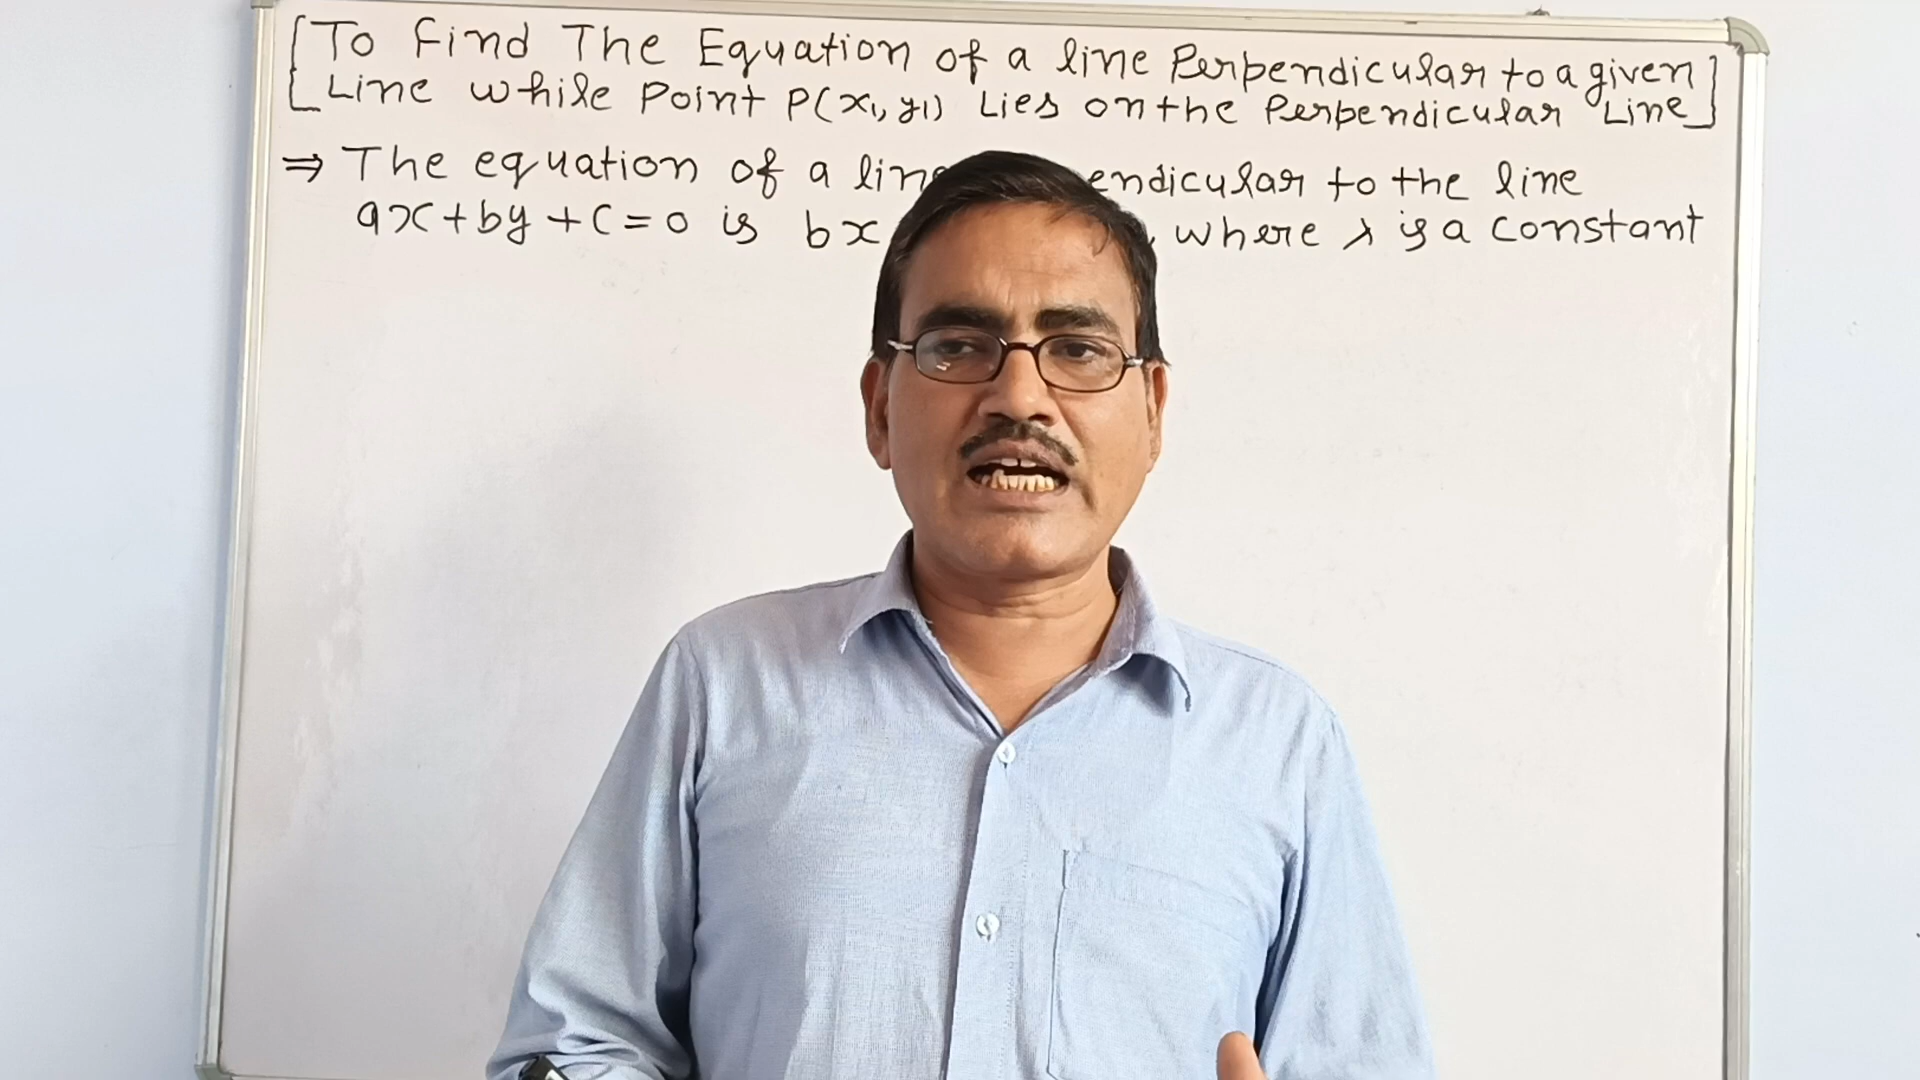 [To Find The Equation of a line Perpendicular to a given
Line while Point P(x₁, y₁) Lies on the Perpendicular Line]
⇒ The equation of a line endicular to the line
ax+by+c=0 is bx , where λ is a constant